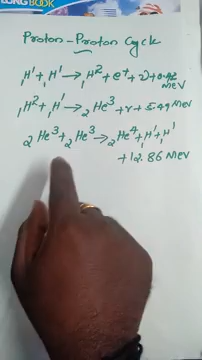 LONGBOOK
Proton - Proton Cycle
₁H¹ + ₁H¹ → ₁H² + e⁺ + ν + 0.42 MeV
₁H² + ₁H¹ → ₂He³ + γ + 5.49 MeV
₂He³ + ₂He³ → ₂He⁴ + ₁H¹ + ₁H¹
+ 12.86 MeV